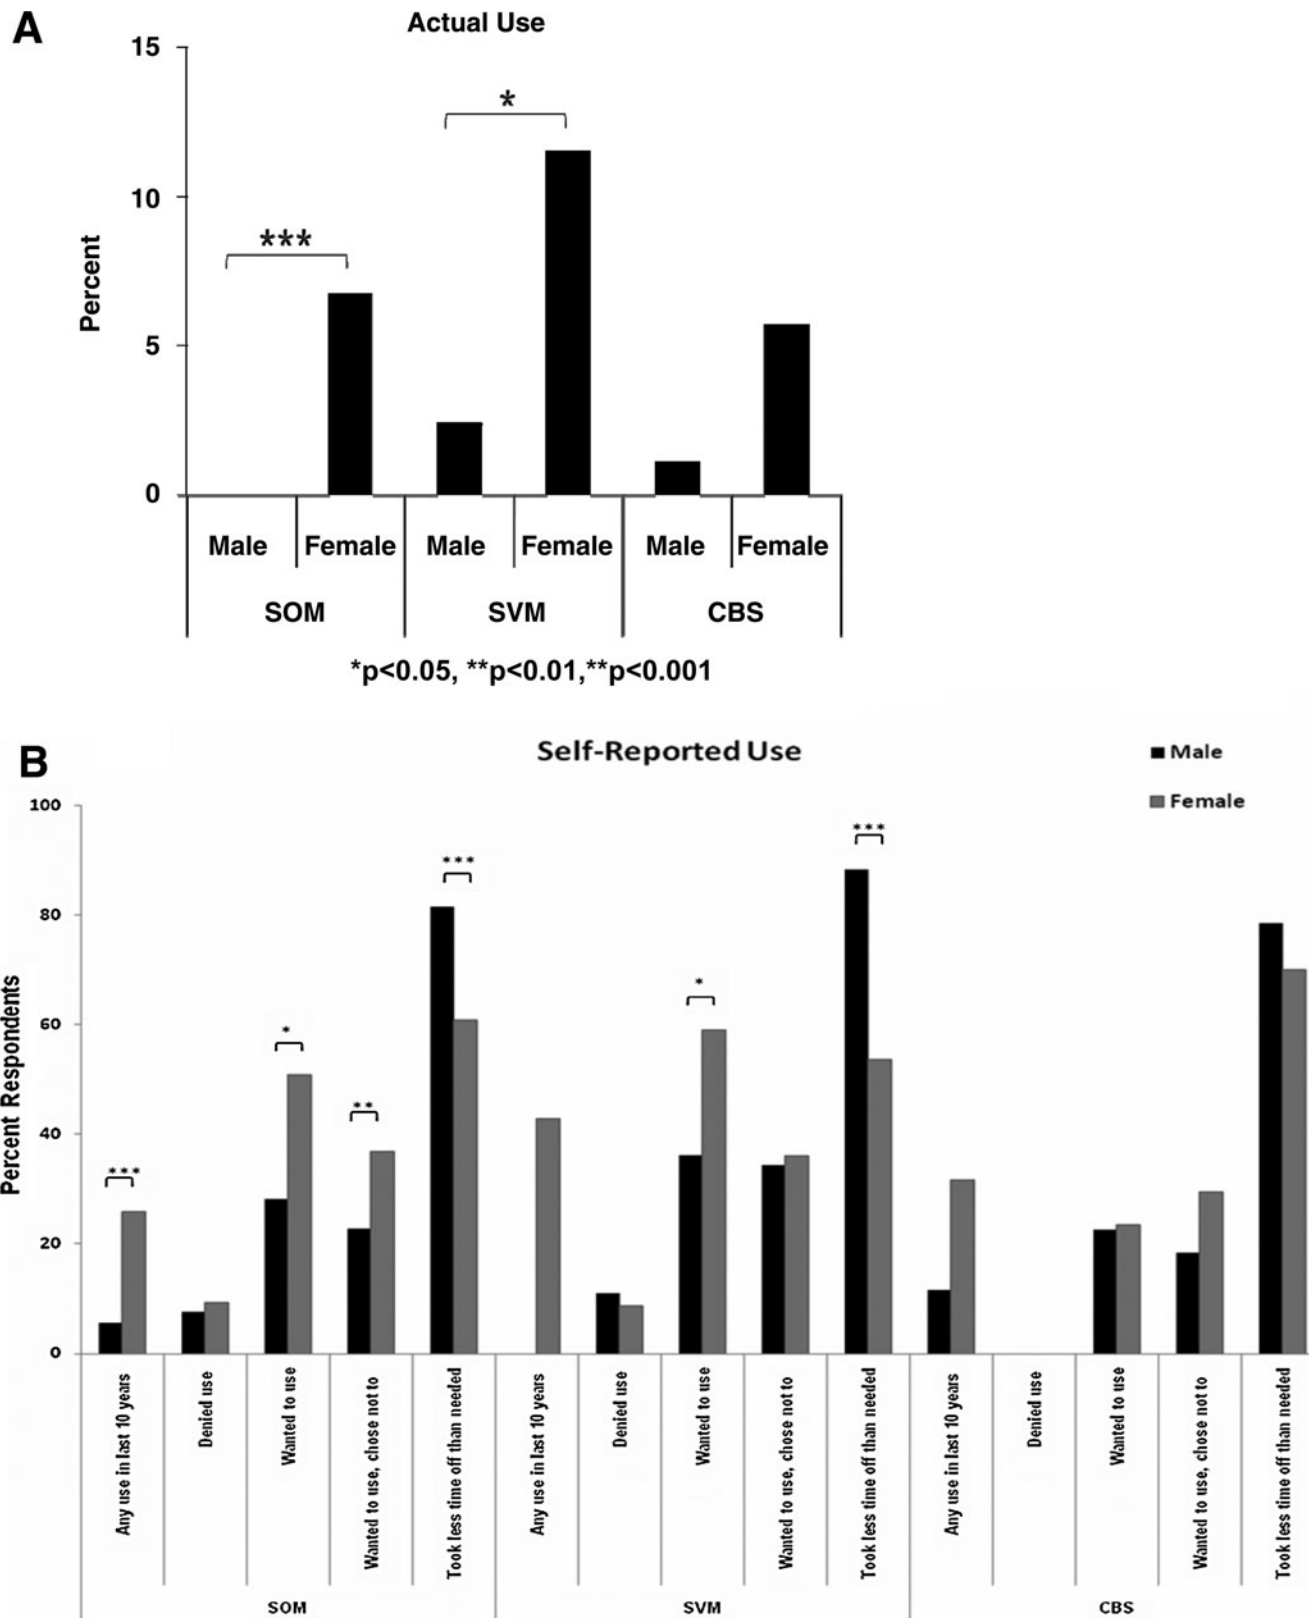 A
Actual Use
15
10
5
0
Percent
***
*
Male Female Male Female Male Female
SOM SVM CBS
*p<0.05, **p<0.01,**p<0.001
B
Self-Reported Use
Male
Female
100
80
60
40
20
0
Percent Respondents
***
*
**
***
*
***
Any use in last 10 years
Denied use
Wanted to use
Wanted to use, chose not to
Took less time off than needed
Any use in last 10 years
Denied use
Wanted to use
Wanted to use, chose not to
Took less time off than needed
Any use in last 10 years
Denied use
Wanted to use
Wanted to use, chose not to
Took less time off than needed
SOM SVM CBS